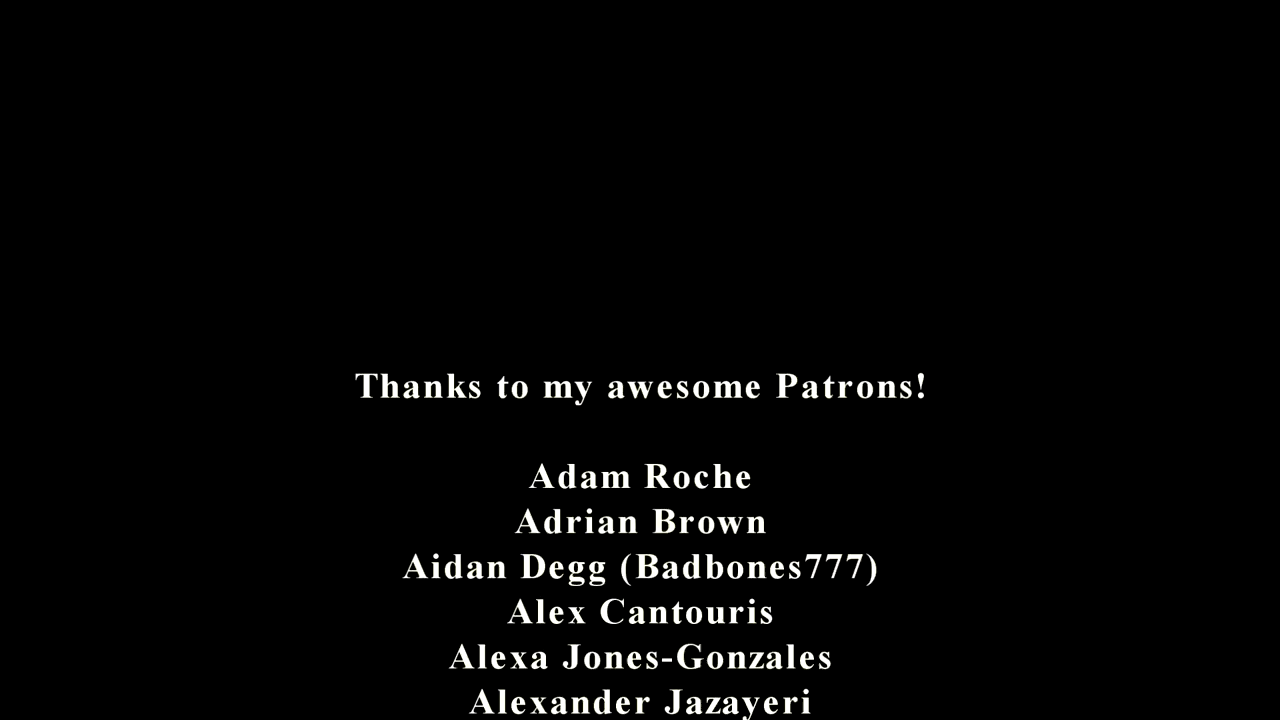 Thanks to my awesome Patrons!
Adam Roche
Adrian Brown
Aidan Degg (Badbones777)
Alex Cantouris
Alexa Jones-Gonzales
Alexander Jazayeri